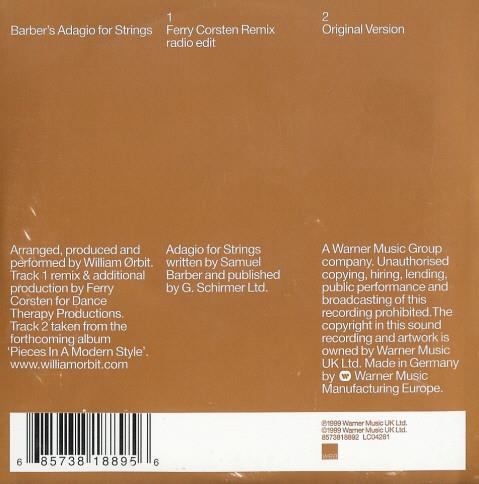 Barber's Adagio for Strings
1
Ferry Corsten Remix
radio edit
2
Original Version
Arranged, produced and
performed by William Ørbit.
Track 1 remix & additional
production by Ferry
Corsten for Dance
Therapy Productions.
Track 2 taken from the
forthcoming album
'Pieces In A Modern Style'.
www.williamorbit.com
Adagio for Strings
written by Samuel
Barber and published
by G. Schirmer Ltd.
A Warner Music Group
company. Unauthorised
copying, hiring, lending,
public performance and
broadcasting of this
recording prohibited.The
copyright in this sound
recording and artwork is
owned by Warner Music
UK Ltd. Made in Germany
by Warner Music
Manufacturing Europe.
℗1999 Warner Music UK Ltd.
©1999 Warner Music UK Ltd.
8573818892 LC04281
wea
6 85738 18895 6